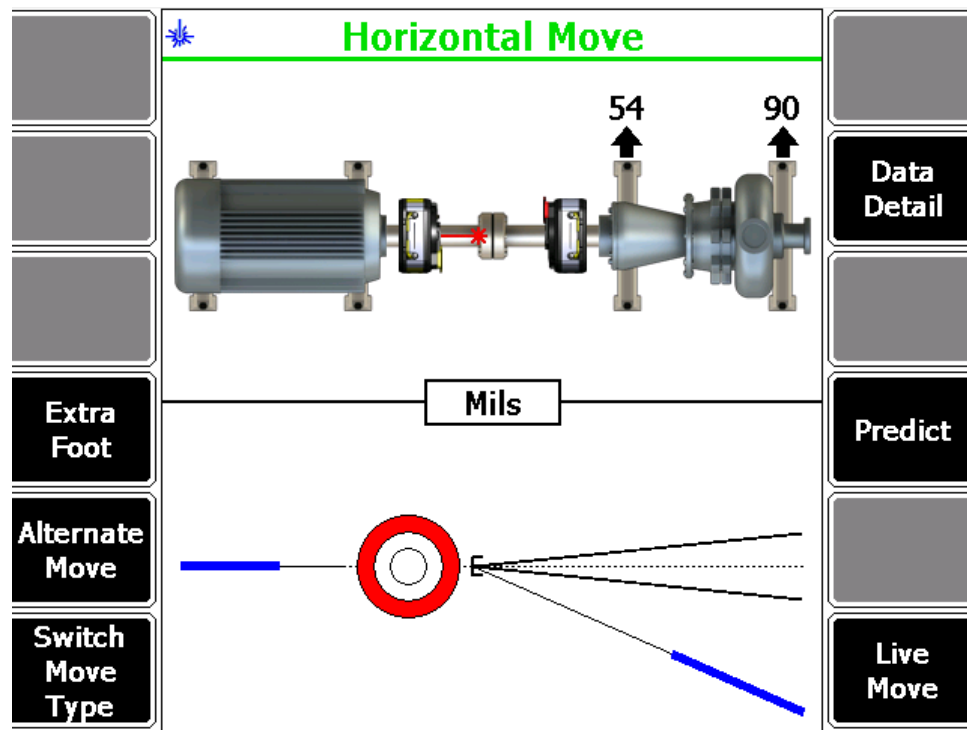 Horizontal Move
54
90
Data
Detail
Mils
Extra
Foot
Predict
Alternate
Move
Switch
Move
Type
Live
Move